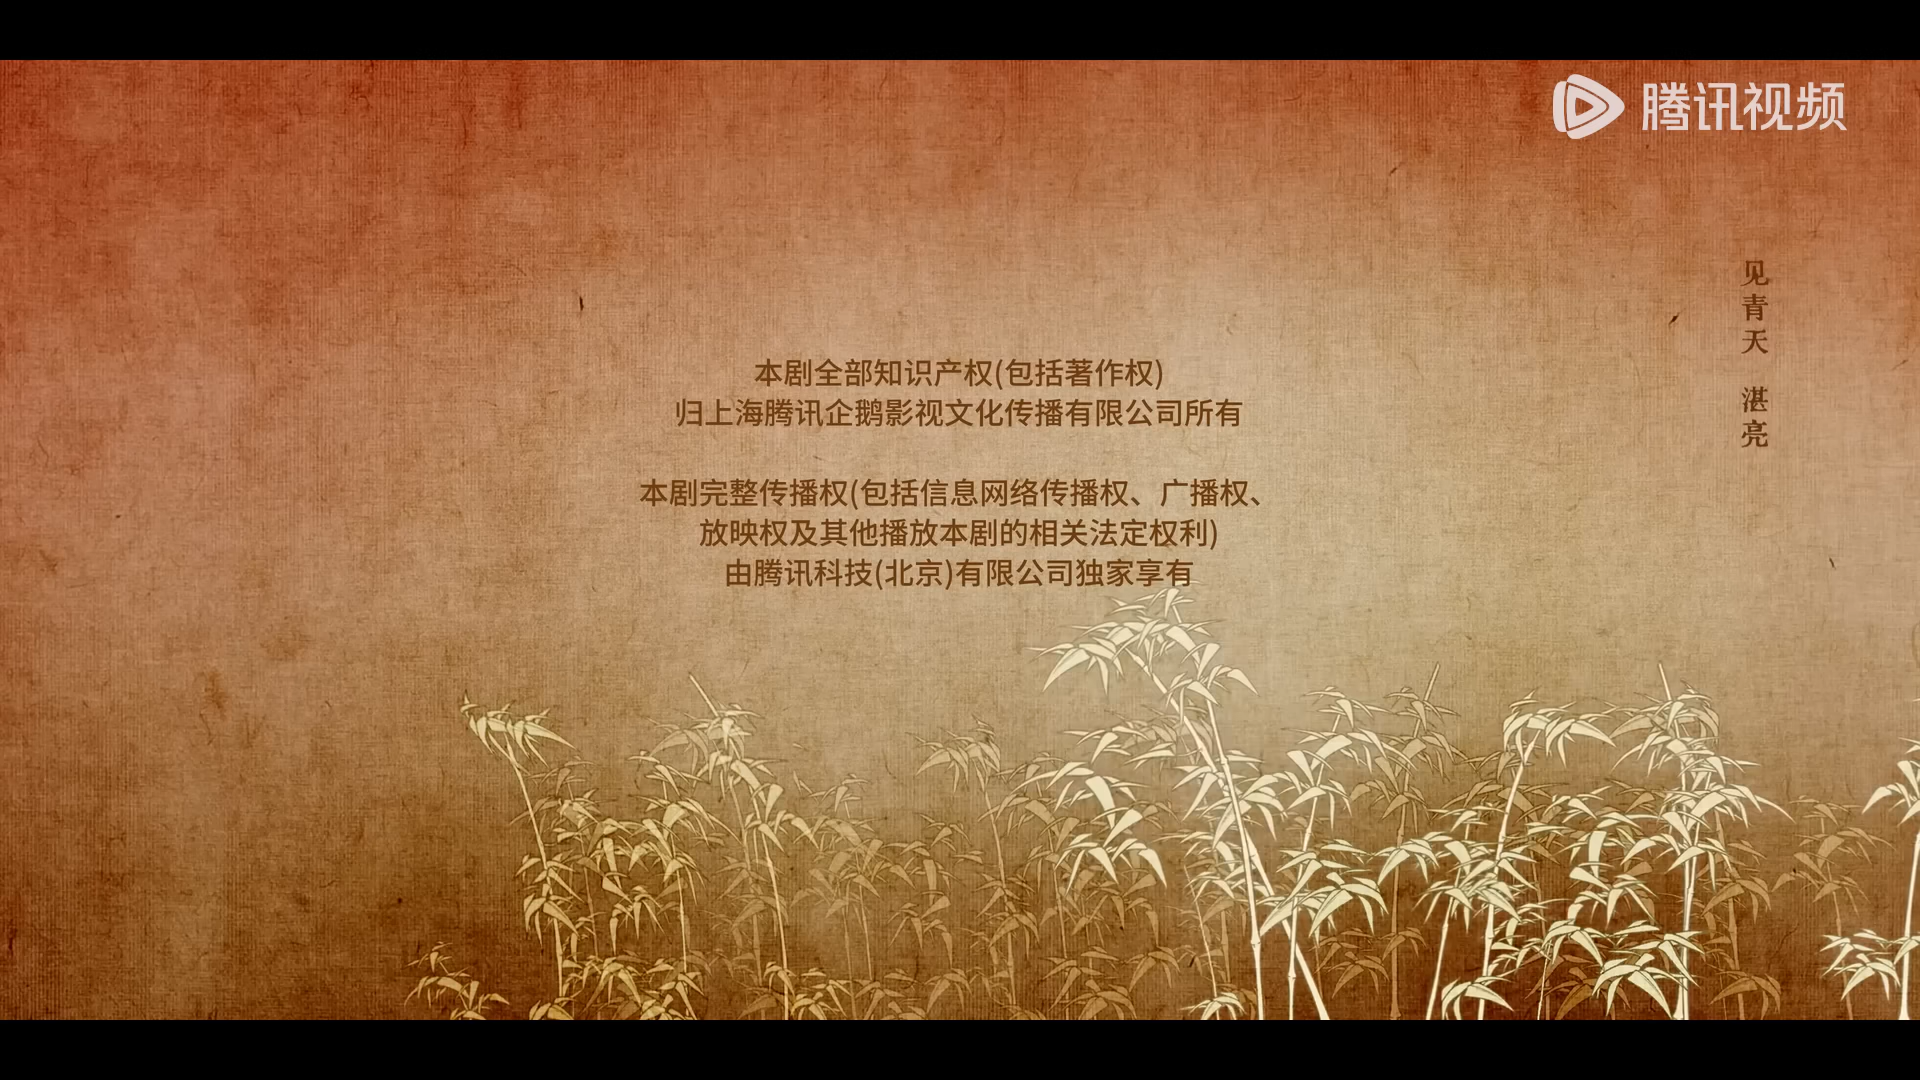 腾讯视频
见青天 湛亮
本剧全部知识产权(包括著作权)
归上海腾讯企鹅影视文化传播有限公司所有
本剧完整传播权(包括信息网络传播权、广播权、
放映权及其他播放本剧的相关法定权利)
由腾讯科技(北京)有限公司独家享有